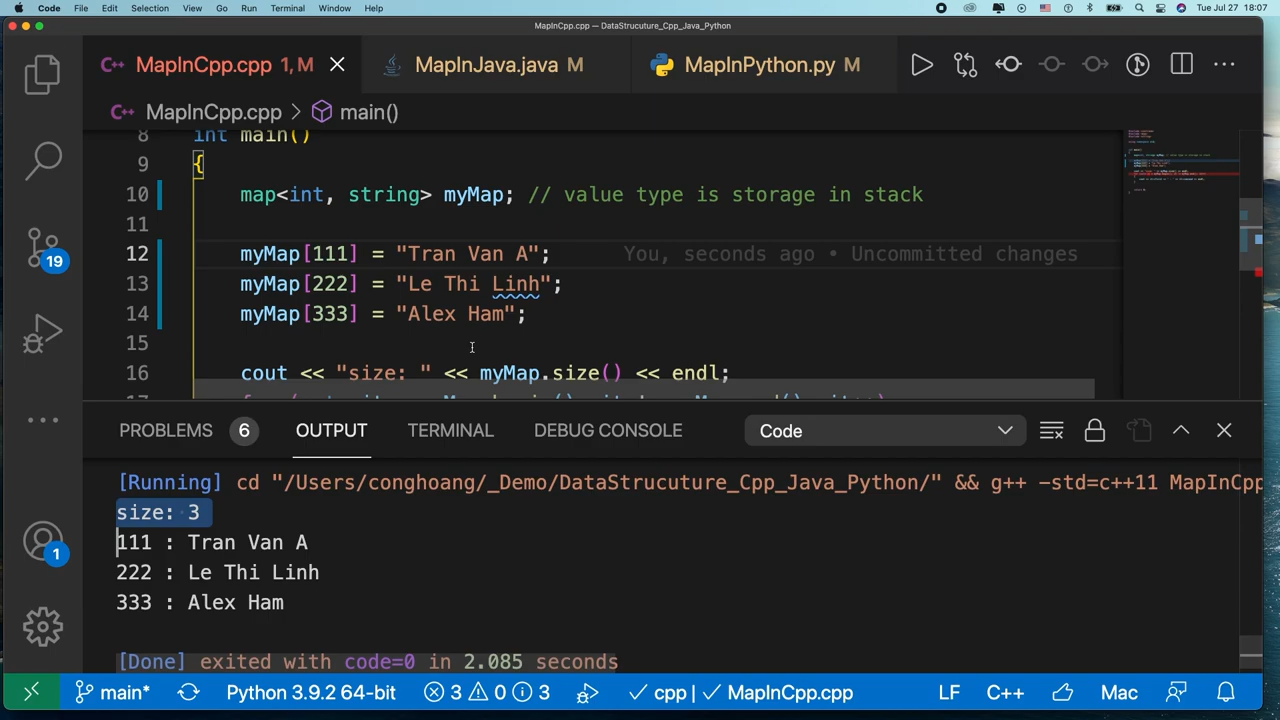 Code File Edit Selection View Go Run Terminal Window Help Tue Jul 27 18:07
MapInCpp.cpp — DataStrucuture_Cpp_Java_Python
MapInCpp.cpp 1, M MapInJava.java M MapInPython.py M
MapInCpp.cpp > main()
8 int main()
9 {
10 map<int, string> myMap; // value type is storage in stack
11
12 myMap[111] = "Tran Van A"; You, seconds ago • Uncommitted changes
13 myMap[222] = "Le Thi Linh";
14 myMap[333] = "Alex Ham";
15
16 cout << "size: " << myMap.size() << endl;
17
PROBLEMS 6 OUTPUT TERMINAL DEBUG CONSOLE Code
[Running] cd "/Users/conghoang/_Demo/DataStrucuture_Cpp_Java_Python/" && g++ -std=c++11 MapInCpp
size: 3
111 : Tran Van A
222 : Le Thi Linh
333 : Alex Ham
[Done] exited with code=0 in 2.085 seconds
19
1
main* Python 3.9.2 64-bit 3 0 3 cpp | MapInCpp.cpp LF C++ Mac